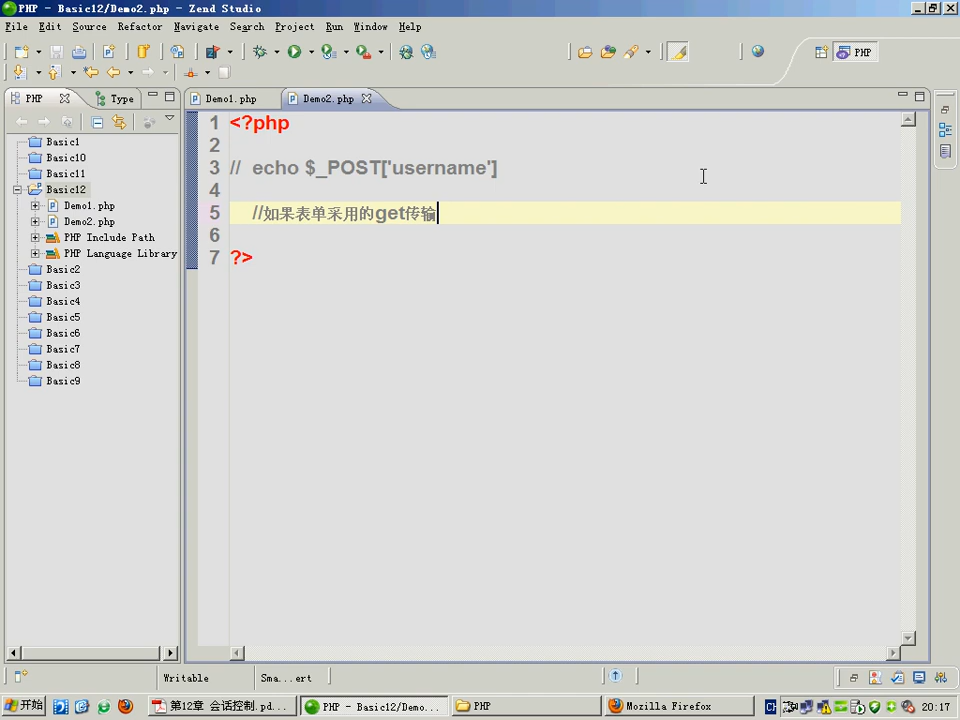 PHP - Basic12/Demo2.php - Zend Studio
File Edit Source Refactor Navigate Search Project Run Window Help
PHP
PHP Type
Demo1.php Demo2.php
Basic1
Basic10
Basic11
Basic12
Demo1.php
Demo2.php
PHP Include Path
PHP Language Library
Basic2
Basic3
Basic4
Basic5
Basic6
Basic7
Basic8
Basic9
1 <?php
2
3 // echo $_POST['username']
4
5 //如果表单采用的get传输
6
7 ?>
Writable Sma...ert
开始 第12章 会话控制.pd... PHP - Basic12/Demo... PHP Mozilla Firefox CH 20:17